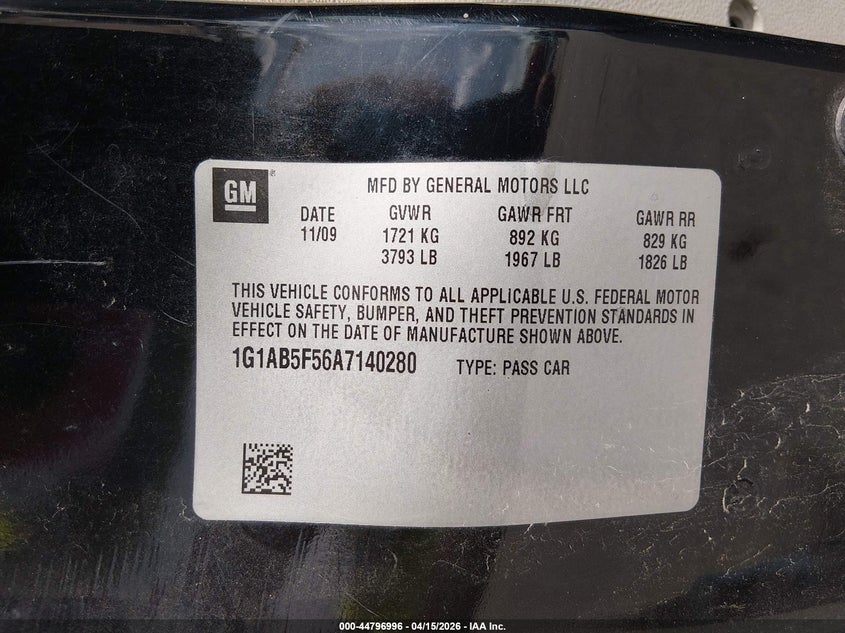 GM ®
MFD BY GENERAL MOTORS LLC
DATE GVWR GAWR FRT GAWR RR
11/09 1721 KG 892 KG 829 KG
3793 LB 1967 LB 1826 LB
THIS VEHICLE CONFORMS TO ALL APPLICABLE U.S. FEDERAL MOTOR
VEHICLE SAFETY, BUMPER, AND THEFT PREVENTION STANDARDS IN
EFFECT ON THE DATE OF MANUFACTURE SHOWN ABOVE.
1G1AB5F56A7140280 TYPE: PASS CAR
000-44796996 - 04/15/2026 - IAA Inc.